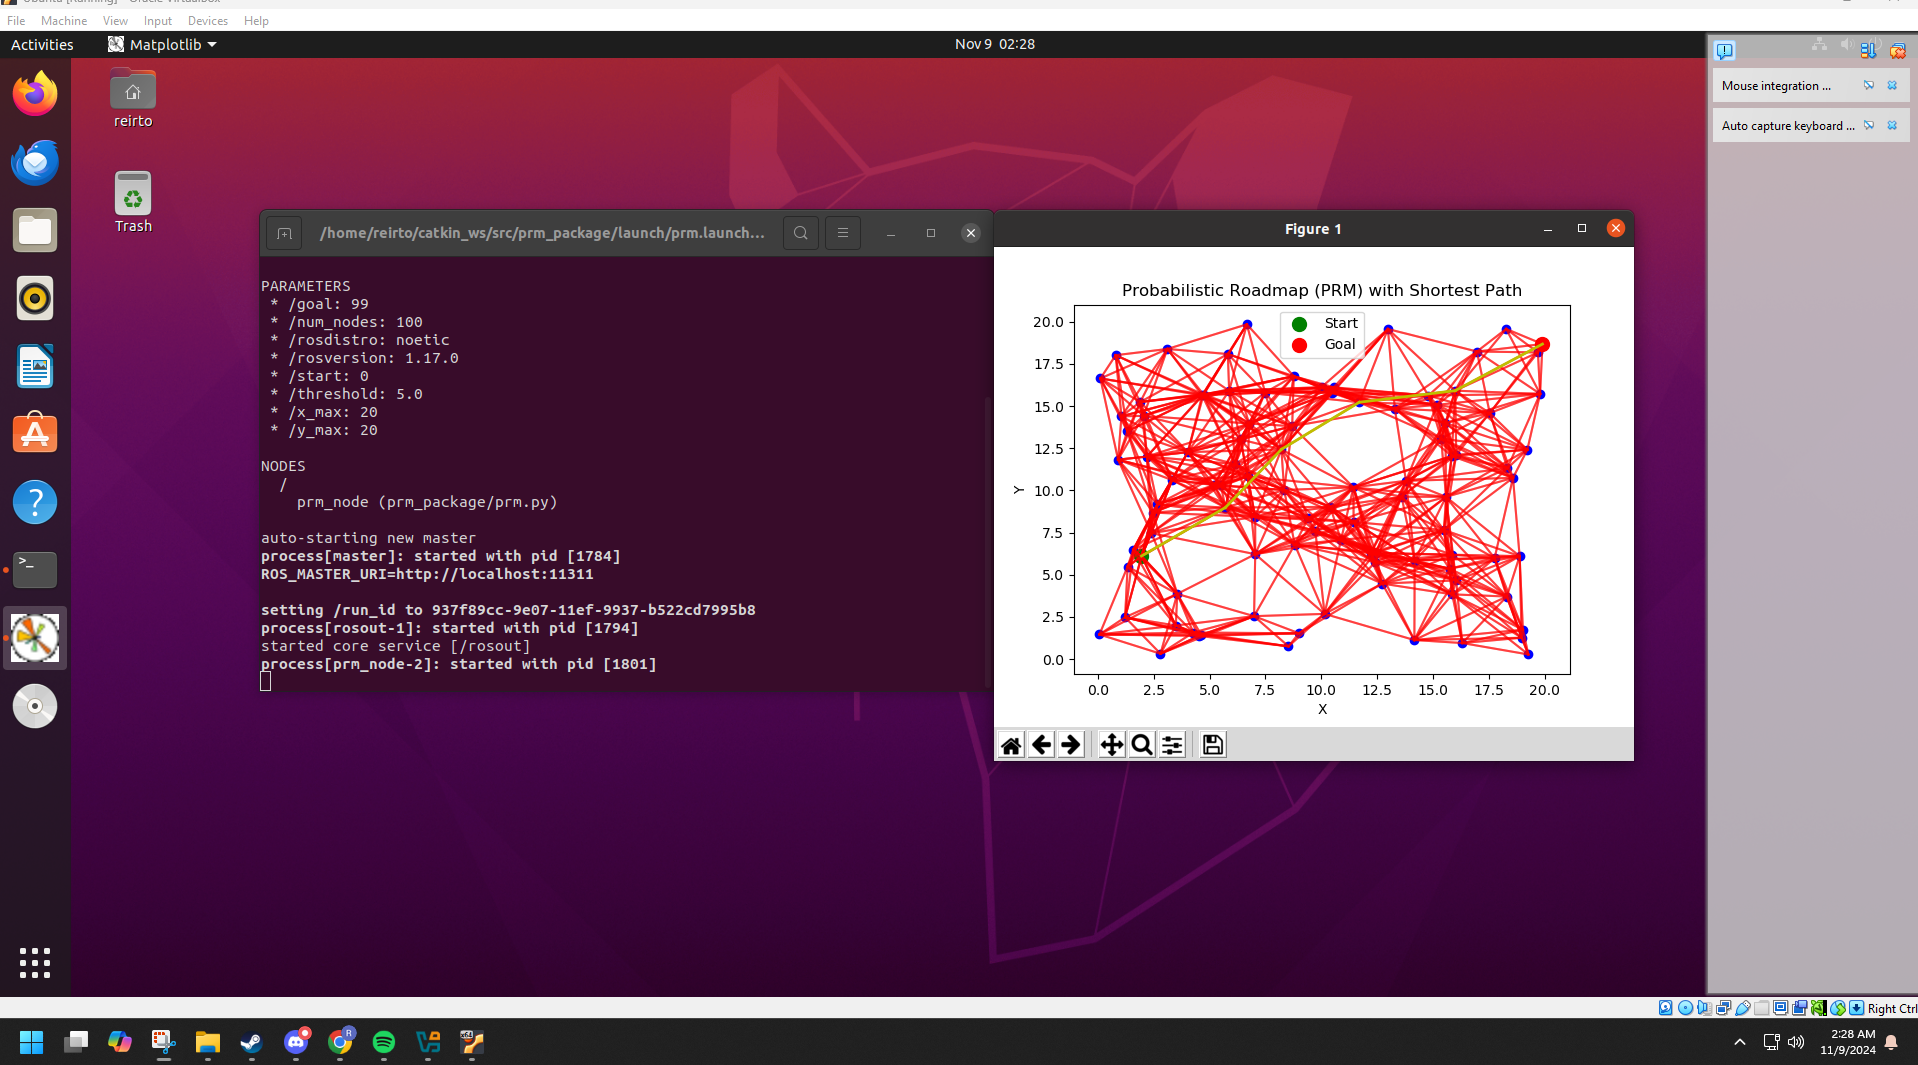 Ubuntu [Running] - Oracle VirtualBox
File Machine View Input Devices Help
Activities Matplotlib Nov 9 02:28
reirto
Trash
/home/reirto/catkin_ws/src/prm_package/launch/prm.launch...
PARAMETERS
* /goal: 99
* /num_nodes: 100
* /rosdistro: noetic
* /rosversion: 1.17.0
* /start: 0
* /threshold: 5.0
* /x_max: 20
* /y_max: 20
NODES
/
prm_node (prm_package/prm.py)
auto-starting new master
process[master]: started with pid [1784]
ROS_MASTER_URI=http://localhost:11311
setting /run_id to 937f89cc-9e07-11ef-9937-b522cd7995b8
process[rosout-1]: started with pid [1794]
started core service [/rosout]
process[prm_node-2]: started with pid [1801]
Figure 1
Probabilistic Roadmap (PRM) with Shortest Path
Start
Goal
20.0
17.5
15.0
12.5
10.0
7.5
5.0
2.5
0.0
Y
0.0 2.5 5.0 7.5 10.0 12.5 15.0 17.5 20.0
X
Mouse integration ...
Auto capture keyboard ...
Right Ctrl
R
x64
2:28 AM
11/9/2024